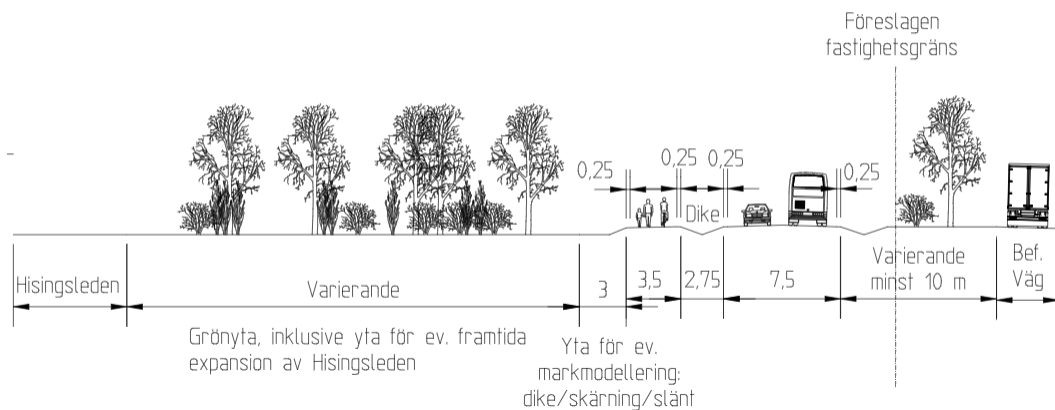 Föreslagen
fastighetsgräns
0,25
0,25
0,25
0,25
Dike
Hisingsleden
Varierande
3
3,5
2,75
7,5
Varierande
minst 10 m
Bef.
Väg
Grönyta, inklusive yta för ev. framtida
expansion av Hisingsleden
Yta för ev.
markmodellering:
dike/skärning/slänt